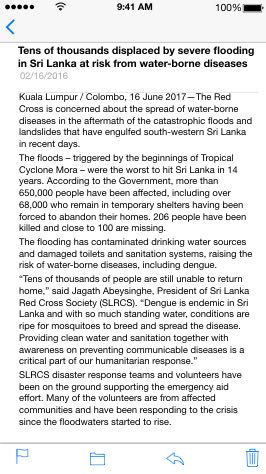 9:41 AM
100%
Tens of thousands displaced by severe flooding
in Sri Lanka at risk from water-borne diseases
02/16/2016
Kuala Lumpur / Colombo, 16 June 2017—The Red
Cross is concerned about the spread of water-borne
diseases in the aftermath of the catastrophic floods and
landslides that have engulfed south-western Sri Lanka
in recent days.
The floods – triggered by the beginnings of Tropical
Cyclone Mora – were the worst to hit Sri Lanka in 14
years. According to the Government, more than
650,000 people have been affected, including over
68,000 who remain in temporary shelters having been
forced to abandon their homes. 206 people have been
killed and close to 100 are missing.
The flooding has contaminated drinking water sources
and damaged toilets and sanitation systems, raising the
risk of water-borne diseases, including dengue.
“Tens of thousands of people are still unable to return
home,” said Jagath Abeysinghe, President of Sri Lanka
Red Cross Society (SLRCS). “Dengue is endemic in Sri
Lanka and with so much standing water, conditions are
ripe for mosquitoes to breed and spread the disease.
Providing clean water and sanitation together with
awareness on preventing communicable diseases is a
critical part of our humanitarian response.”
SLRCS disaster response teams and volunteers have
been on the ground supporting the emergency aid
effort. Many of the volunteers are from affected
communities and have been responding to the crisis
since the floodwaters started to rise.